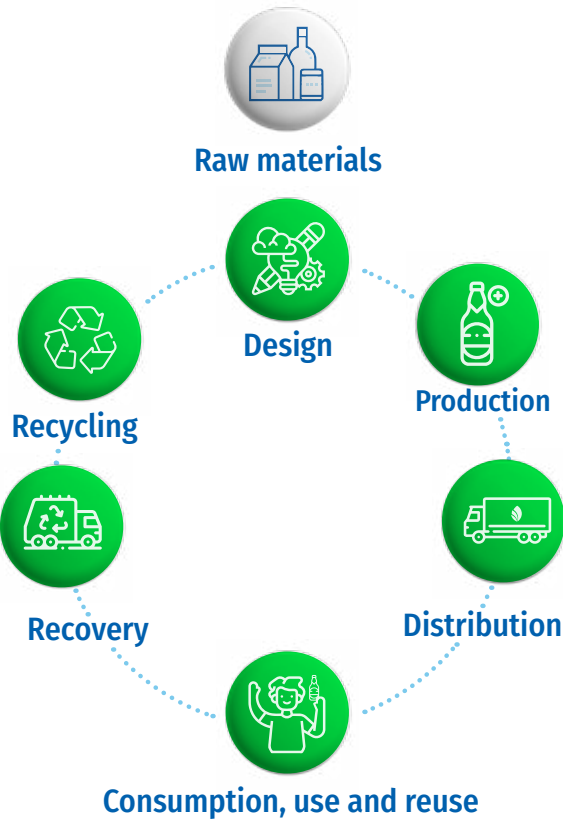 Raw materials
Design
Production
Distribution
Consumption, use and reuse
Recovery
Recycling